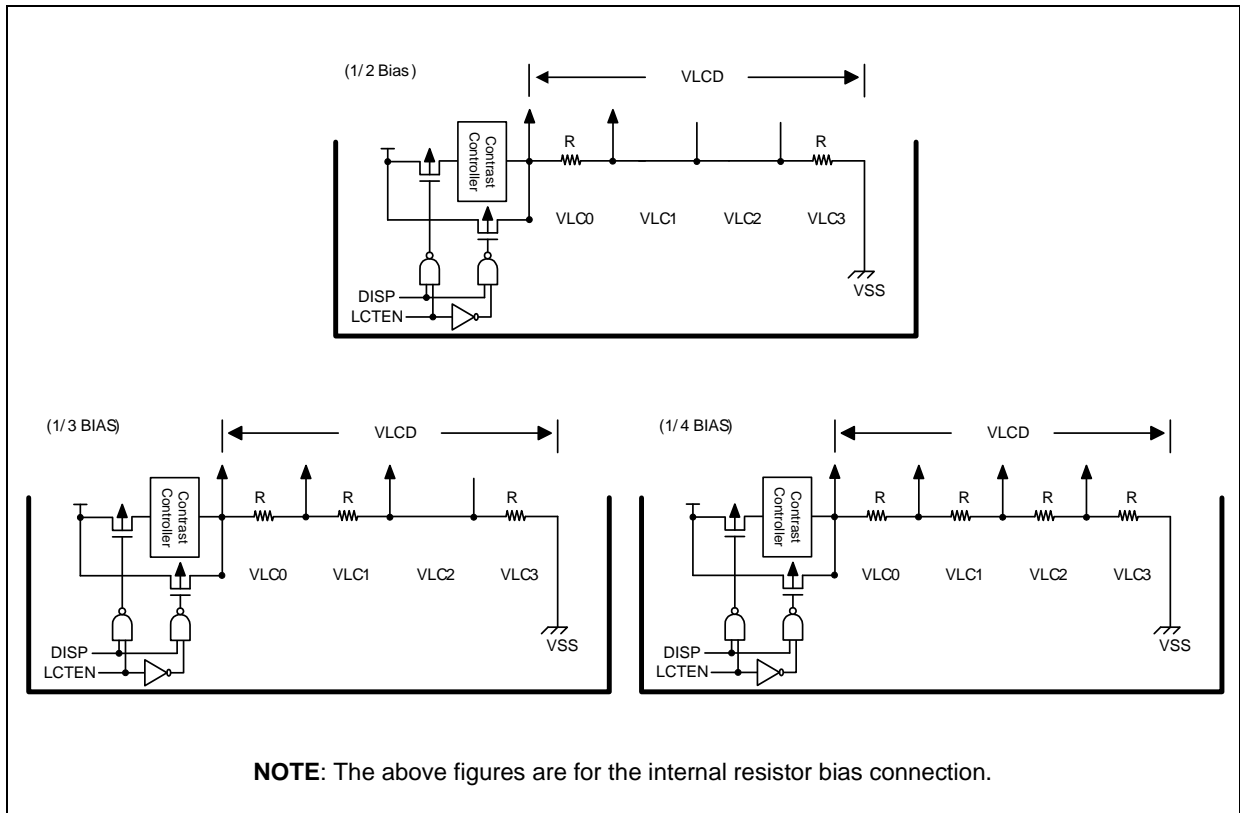 (1/2 Bias)
VLCD
Contrast
Controller
R
R
VLC0
VLC1
VLC2
VLC3
DISP
LCTEN
VSS
(1/3 BIAS)
VLCD
Contrast
Controller
R
R
R
VLC0
VLC1
VLC2
VLC3
DISP
LCTEN
VSS
(1/4 BIAS)
VLCD
Contrast
Controller
R
R
R
R
VLC0
VLC1
VLC2
VLC3
DISP
LCTEN
VSS
NOTE: The above figures are for the internal resistor bias connection.